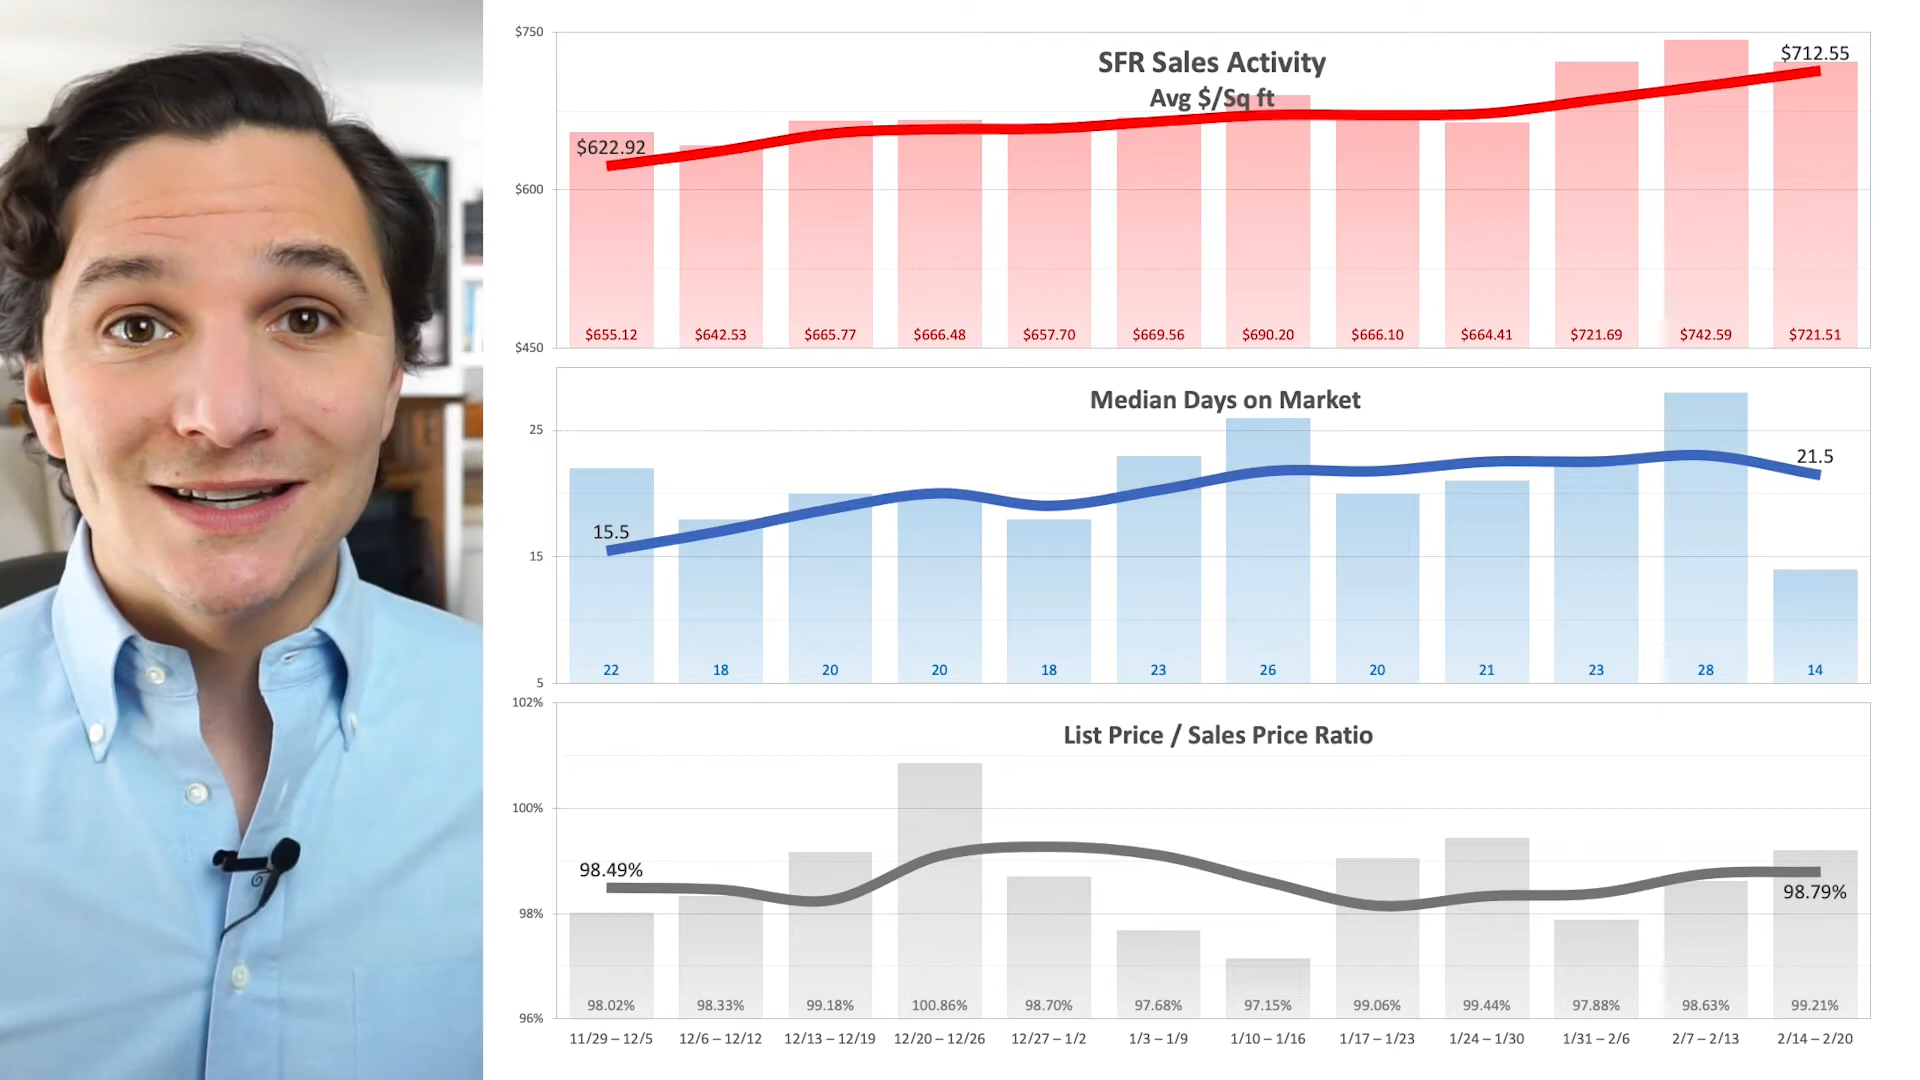 $750
SFR Sales Activity
Avg $/Sq ft
$712.55
$622.92
$600
$450
$655.12 $642.53 $665.77 $666.48 $657.70 $669.56 $690.20 $666.10 $664.41 $721.69 $742.59 $721.51
Median Days on Market
25
21.5
15.5
15
5
22 18 20 20 18 23 26 20 21 23 28 14
102%
List Price / Sales Price Ratio
100%
98.49%
98.79%
98%
96%
98.02% 98.33% 99.18% 100.86% 98.70% 97.68% 97.15% 99.06% 99.44% 97.88% 98.63% 99.21%
11/29 – 12/5 12/6 – 12/12 12/13 – 12/19 12/20 – 12/26 12/27 – 1/2 1/3 – 1/9 1/10 – 1/16 1/17 – 1/23 1/24 – 1/30 1/31 – 2/6 2/7 – 2/13 2/14 – 2/20